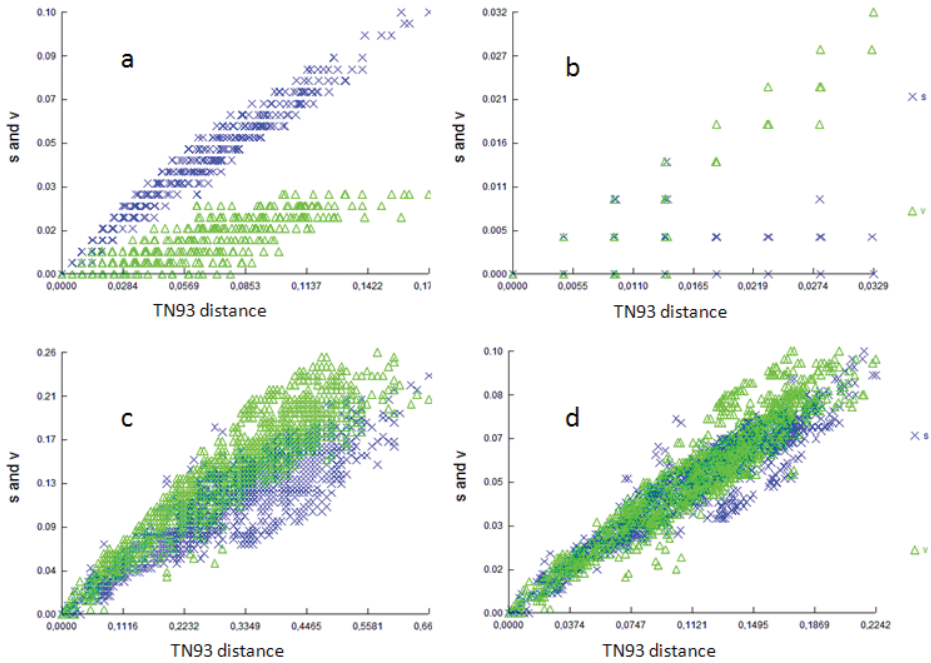 a
s and v
0.10
0.09
0.07
0.05
0.03
0.02
0.00
0,0000 0,0284 0,0569 0,0853 0,1137 0,1422 0,17
TN93 distance
b
s and v
0.032
0.027
0.021
0.016
0.011
0.005
0.000
0,0000 0,0055 0,0110 0,0165 0,0219 0,0274 0,0329
TN93 distance
s
v
c
s and v
0.26
0.21
0.17
0.13
0.09
0.04
0.00
0,0000 0,1116 0,2232 0,3349 0,4465 0,5581 0,66
TN93 distance
d
s and v
0.10
0.08
0.07
0.05
0.03
0.02
0.00
0,0000 0,0374 0,0747 0,1121 0,1495 0,1869 0,2242
TN93 distance
s
v